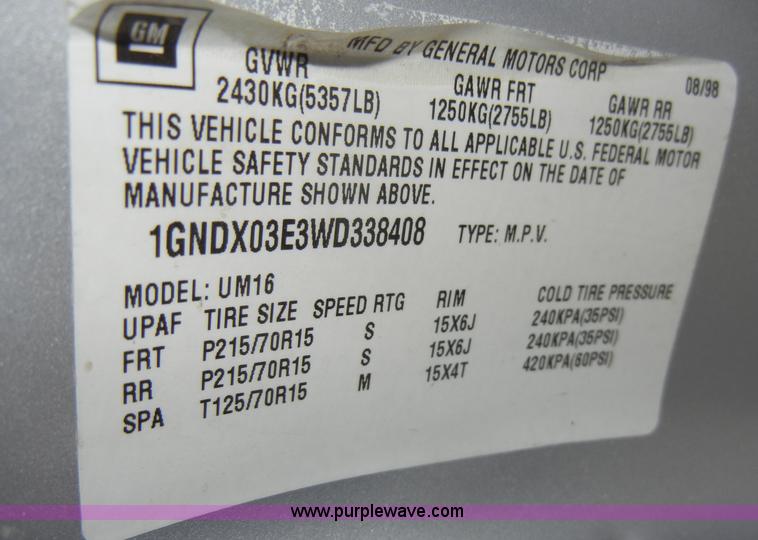 GM
MFD BY GENERAL MOTORS CORP 08/98
GVWR GAWR FRT GAWR RR
2430KG(5357LB) 1250KG(2755LB) 1250KG(2755LB)
THIS VEHICLE CONFORMS TO ALL APPLICABLE U.S. FEDERAL MOTOR
VEHICLE SAFETY STANDARDS IN EFFECT ON THE DATE OF
MANUFACTURE SHOWN ABOVE.
1GNDX03E3WD338408 TYPE: M.P.V.
MODEL: UM16
UPAF TIRE SIZE SPEED RTG RIM COLD TIRE PRESSURE
FRT P215/70R15 S 15X6J 240KPA(35PSI)
RR P215/70R15 S 15X6J 240KPA(35PSI)
SPA T125/70R15 M 15X4T 420KPA(60PSI)
www.purplewave.com